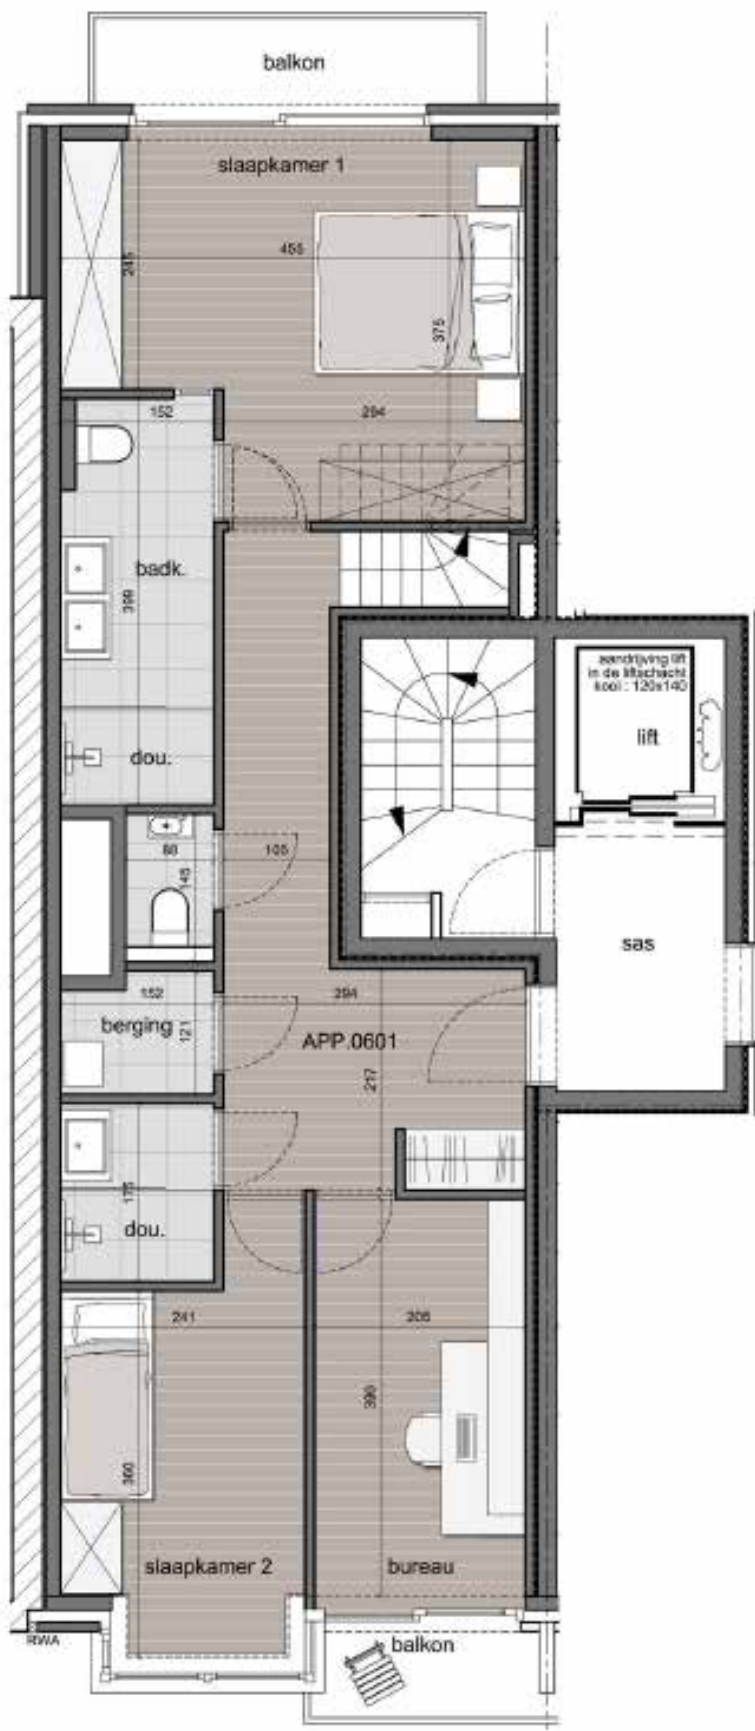 balkon
slaapkamer 1
455
245
375
152
294
badk.
399
aandrijving lift
in de liftschacht
kooi : 120x140
lift
dou.
88
145
105
sas
152
294
berging
121
APP.0601
217
175
dou.
241
206
390
360
slaapkamer 2
bureau
RWA
balkon